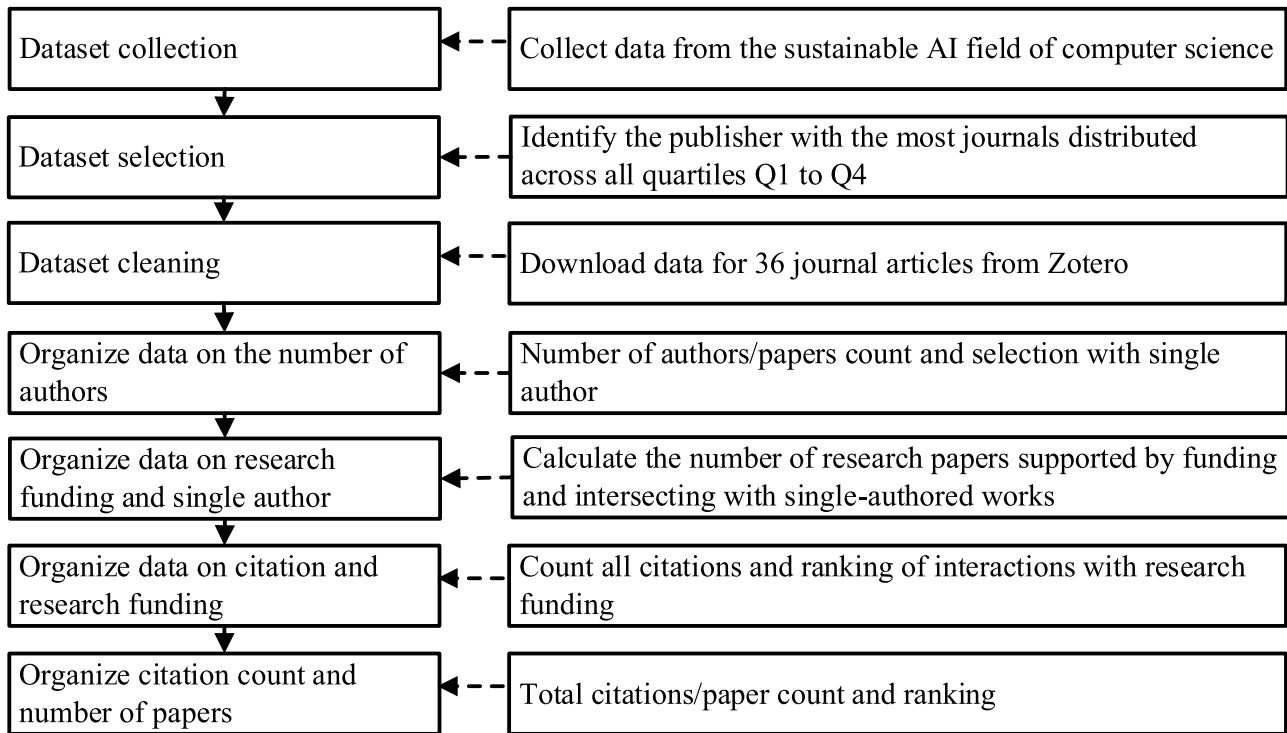 Dataset collection
Collect data from the sustainable AI field of computer science
Dataset selection
Identify the publisher with the most journals distributed
across all quartiles Q1 to Q4
Dataset cleaning
Download data for 36 journal articles from Zotero
Organize data on the number of
authors
Number of authors/papers count and selection with single
author
Organize data on research
funding and single author
Calculate the number of research papers supported by funding
and intersecting with single-authored works
Organize data on citation and
research funding
Count all citations and ranking of interactions with research
funding
Organize citation count and
number of papers
Total citations/paper count and ranking